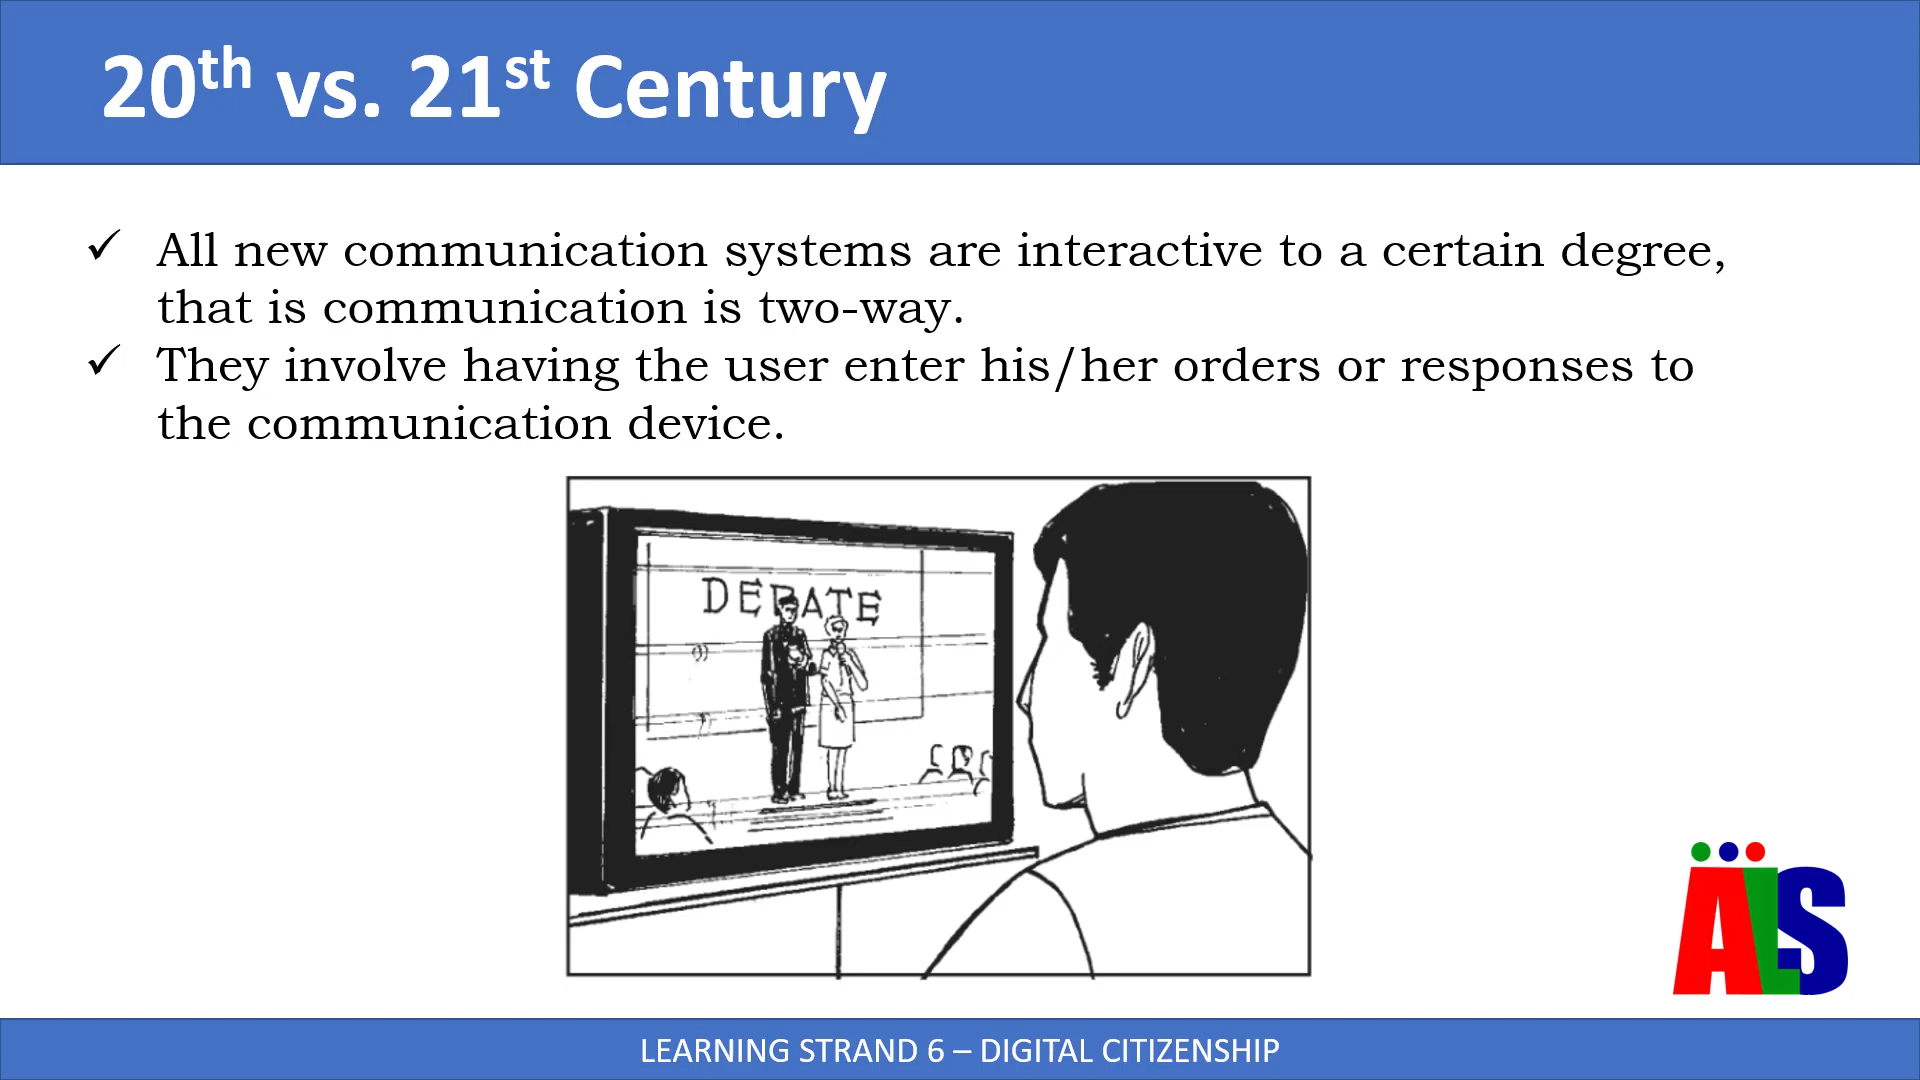 20th vs. 21st Century
✓ All new communication systems are interactive to a certain degree,
that is communication is two-way.
✓ They involve having the user enter his/her orders or responses to
the communication device.
DEBATE
ALS
LEARNING STRAND 6 – DIGITAL CITIZENSHIP